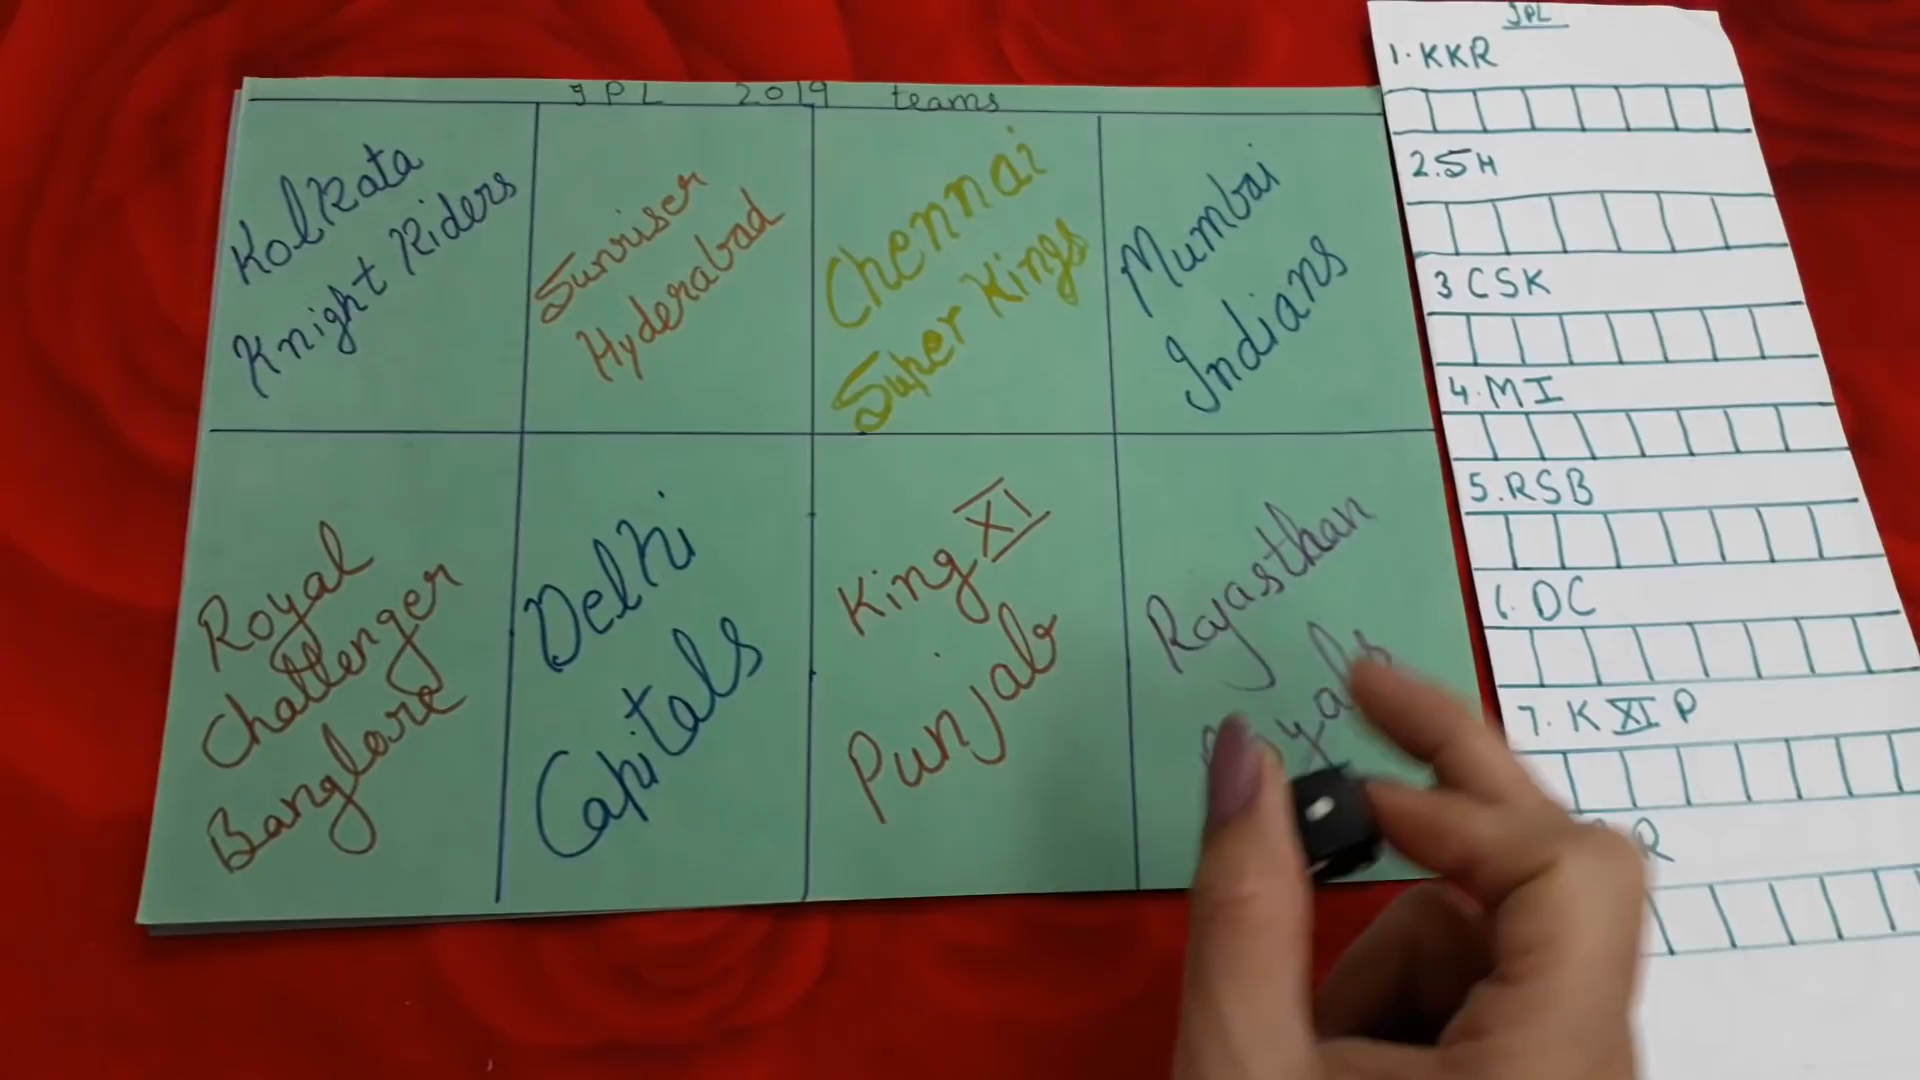 IPL 2019 teams
Kolkata
Knight Riders
Sunriser
Hyderabad
Chennai
Super Kings
Mumbai
Indians
Royal
Challenger
Banglore
Delhi
Capitals
King XI
Punjab
Rajasthan
IPL
1. KKR
2. SH
3 CSK
4. MI
5. RSB
6. DC
7. K XI P
R